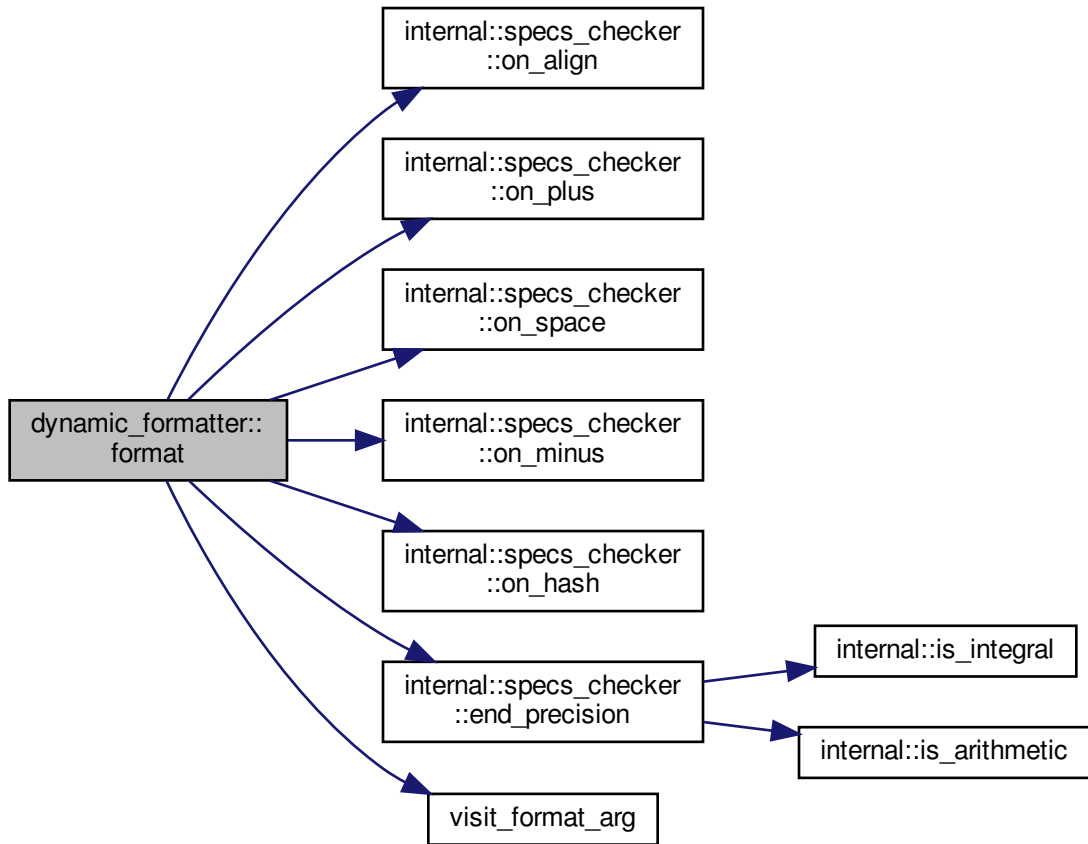 internal::specs_checker
::on_align
internal::specs_checker
::on_plus
internal::specs_checker
::on_space
dynamic_formatter::
format
internal::specs_checker
::on_minus
internal::specs_checker
::on_hash
internal::specs_checker
::end_precision
internal::is_integral
internal::is_arithmetic
visit_format_arg